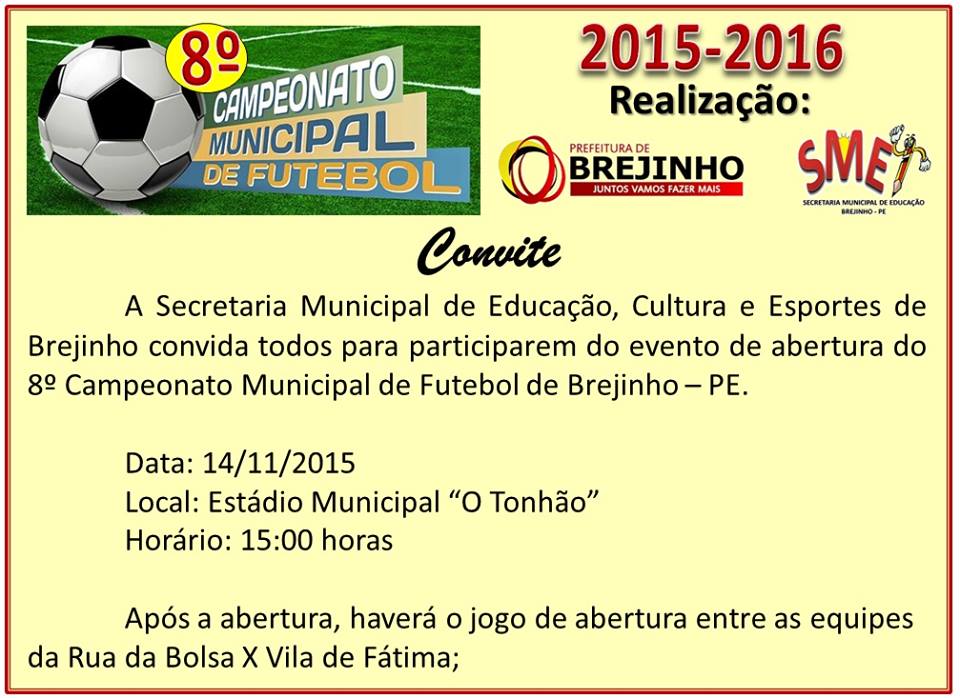 8º
CAMPEONATO
MUNICIPAL
DE FUTEBOL
2015-2016
Realização:
PREFEITURA DE
BREJINHO
JUNTOS VAMOS FAZER MAIS
SME
SECRETARIA MUNICIPAL DE EDUCAÇÃO
BREJINHO - PE
Convite
A Secretaria Municipal de Educação, Cultura e Esportes de
Brejinho convida todos para participarem do evento de abertura do
8º Campeonato Municipal de Futebol de Brejinho – PE.
Data: 14/11/2015
Local: Estádio Municipal “O Tonhão”
Horário: 15:00 horas
Após a abertura, haverá o jogo de abertura entre as equipes
da Rua da Bolsa X Vila de Fátima;